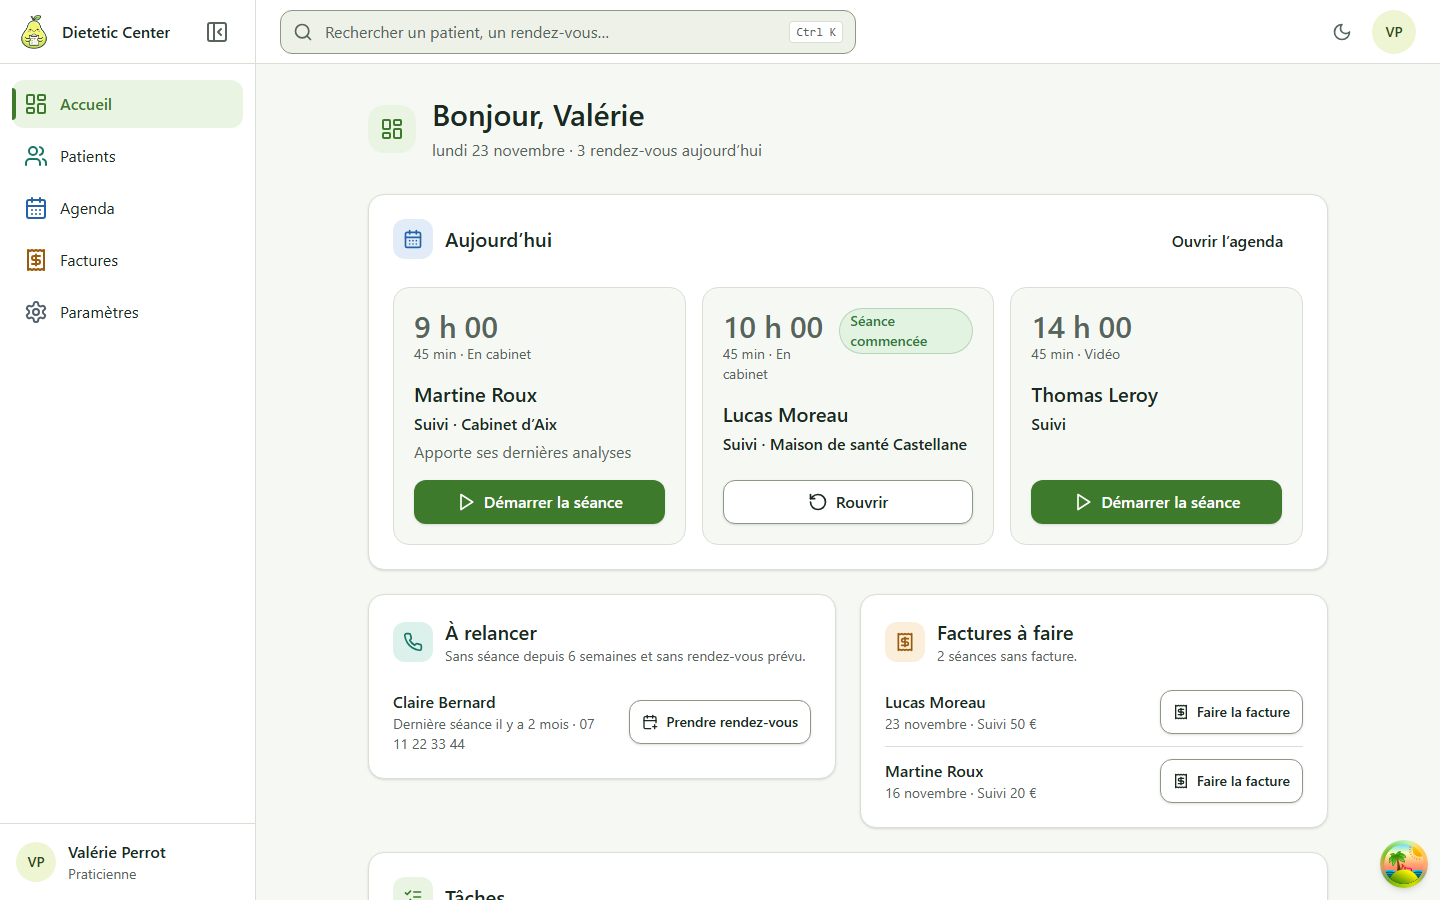 Dietetic Center
Rechercher un patient, un rendez-vous…
Ctrl K
VP
Accueil
Patients
Agenda
Factures
Paramètres
Bonjour, Valérie
lundi 23 novembre · 3 rendez-vous aujourd’hui
Aujourd’hui
Ouvrir l’agenda
9 h 00
45 min · En cabinet
Martine Roux
Suivi · Cabinet d’Aix
Apporte ses dernières analyses
Démarrer la séance
10 h 00
Séance
commencée
45 min · En
cabinet
Lucas Moreau
Suivi · Maison de santé Castellane
Rouvrir
14 h 00
45 min · Vidéo
Thomas Leroy
Suivi
Démarrer la séance
À relancer
Sans séance depuis 6 semaines et sans rendez-vous prévu.
Claire Bernard
Dernière séance il y a 2 mois · 07
11 22 33 44
Prendre rendez-vous
Factures à faire
2 séances sans facture.
Lucas Moreau
23 novembre · Suivi 50 €
Faire la facture
Martine Roux
16 novembre · Suivi 20 €
Faire la facture
Tâches
VP
Valérie Perrot
Praticienne